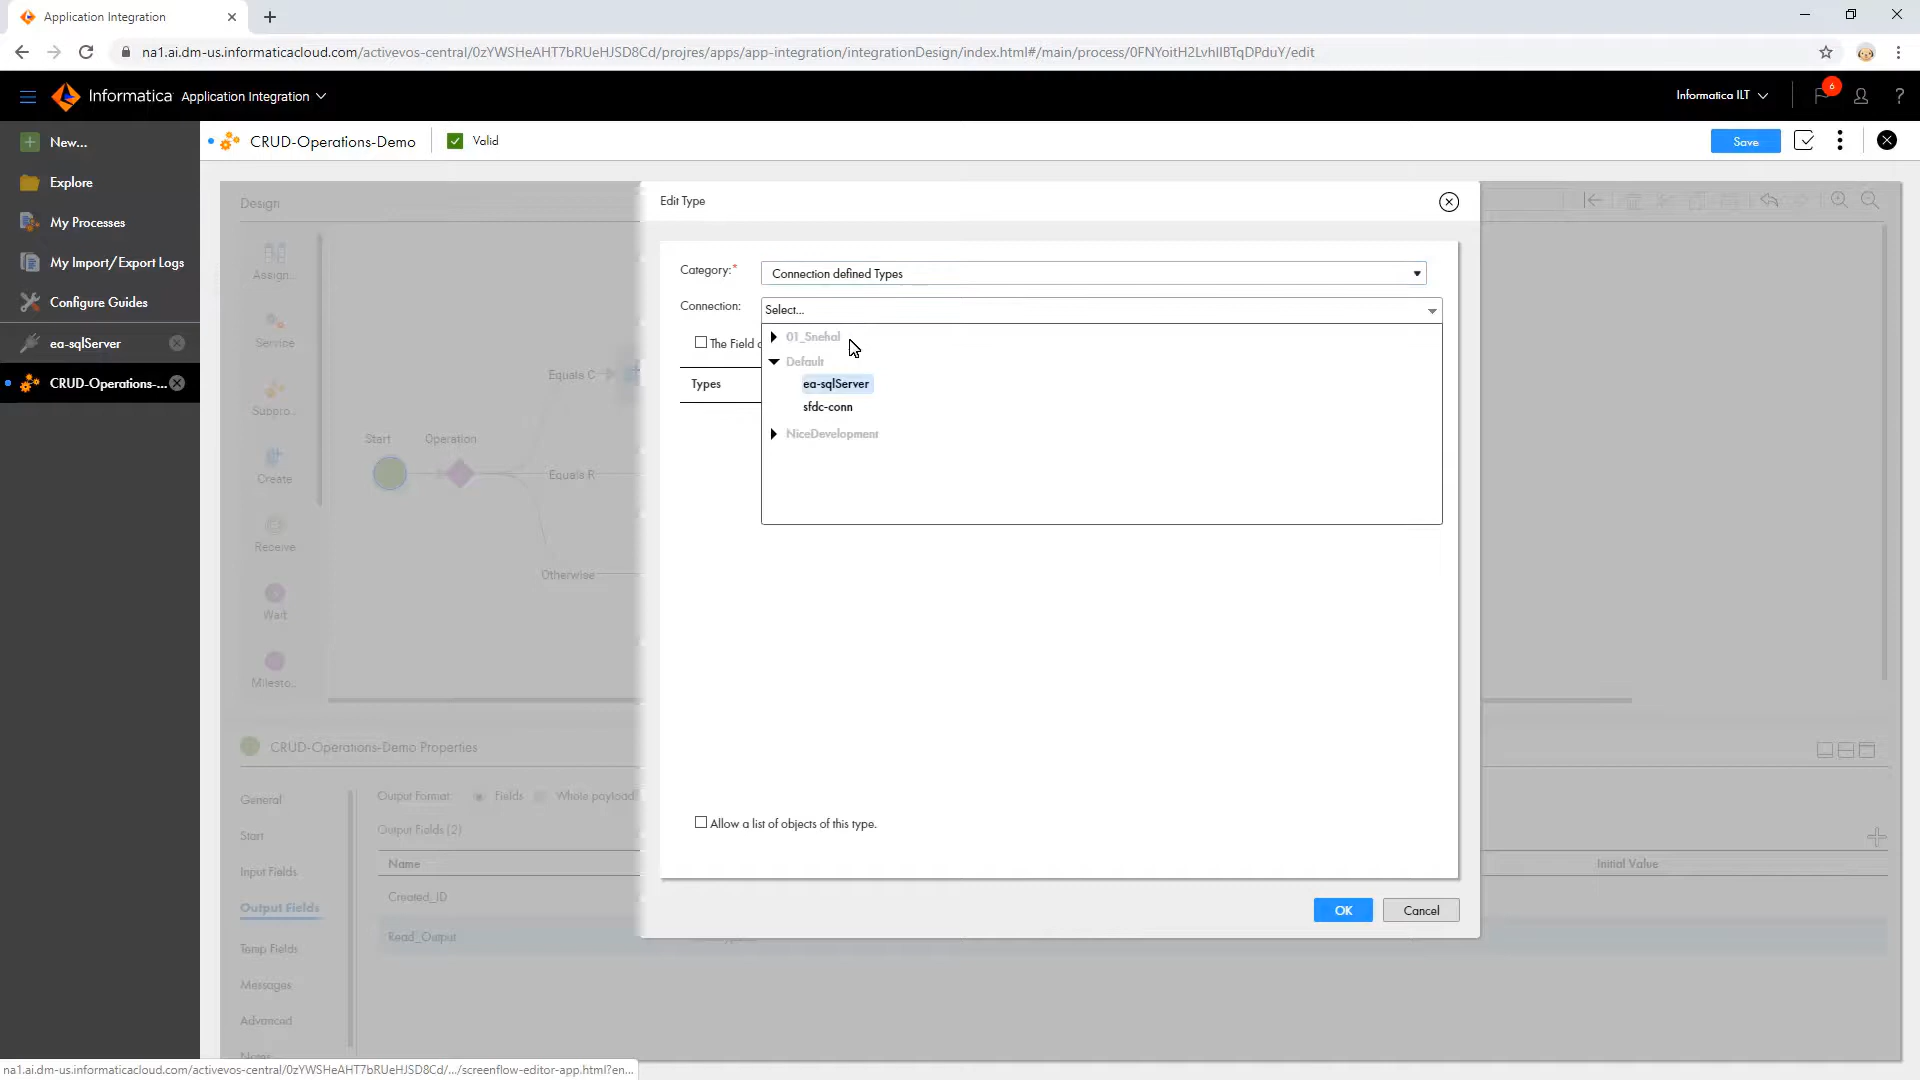 Application Integration
na1.ai.dm-us.informaticacloud.com/activevos-central/0zYWSHeAHT7bRUeHJSD8Cd/projres/apps/app-integration/integrationDesign/index.html#/main/process/0FNYoitH2LvhlIBTqDPduY/edit
Informatica Application Integration
Informatica ILT
6
?
New...
CRUD-Operations-Demo
Valid
Save
Explore
My Processes
My Import/Export Logs
Configure Guides
ea-sqlServer
CRUD-Operations-...
Design
Assign...
Service
Subpro...
Create
Receive
Wait
Milesto...
Start
Operation
Equals C
Equals R
Otherwise
Edit Type
Category:*
Connection defined Types
Connection:
Select...
01_Snehal
The Field
Default
Types
ea-sqlServer
sfdc-conn
NiceDevelopment
Allow a list of objects of this type.
OK
Cancel
CRUD-Operations-Demo Properties
General
Start
Input Fields
Output Fields
Temp Fields
Messages
Advanced
Notes
Output Format:
Fields
Whole payload
Output Fields (2)
Name
Initial Value
Created_ID
Read_Output
na1.ai.dm-us.informaticacloud.com/activevos-central/0zYWSHeAHT7bRUeHJSD8Cd/.../screenflow-editor-app.html?en...